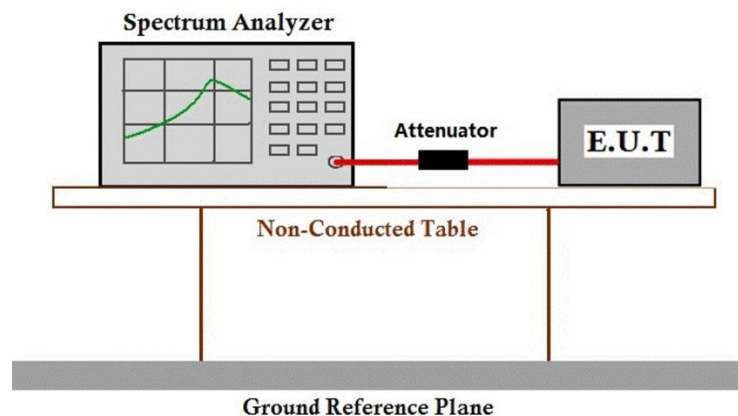 Spectrum Analyzer
Attenuator
E.U.T
Non-Conducted Table
Ground Reference Plane